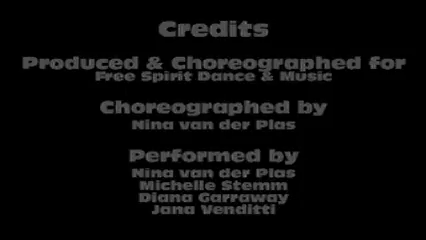 Credits
Produced & Choreographed for
Free Spirit Dance & Music
Choreographed by
Nina van der Plas
Performed by
Nina van der Plas
Michelle Stemm
Diana Garraway
Jana Venditti